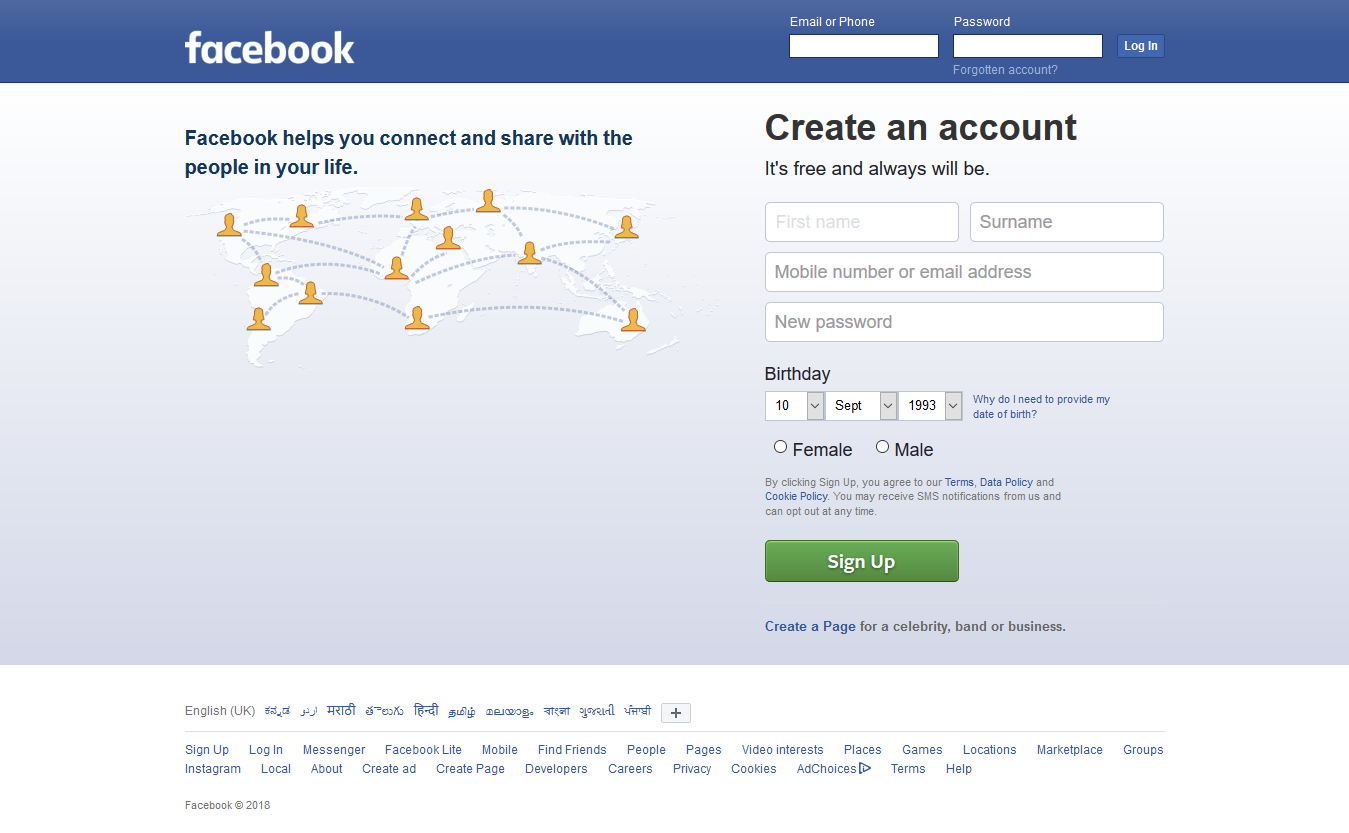 facebook
Email or Phone
Password
Log In
Forgotten account?
Facebook helps you connect and share with the
people in your life.
Create an account
It's free and always will be.
First name
Surname
Mobile number or email address
New password
Birthday
10 Sept 1993
Why do I need to provide my
date of birth?
Female Male
By clicking Sign Up, you agree to our Terms, Data Policy and
Cookie Policy. You may receive SMS notifications from us and
can opt out at any time.
Sign Up
Create a Page for a celebrity, band or business.
English (UK) ಕನ್ನಡ اردو मराठी తెలుగు हिन्दी தமிழ் മലയാളം বাংলা ગુજરાતી ਪੰਜਾਬੀ +
Sign Up Log In Messenger Facebook Lite Mobile Find Friends People Pages Video interests Places Games Locations Marketplace Groups
Instagram Local About Create ad Create Page Developers Careers Privacy Cookies AdChoices Terms Help
Facebook © 2018